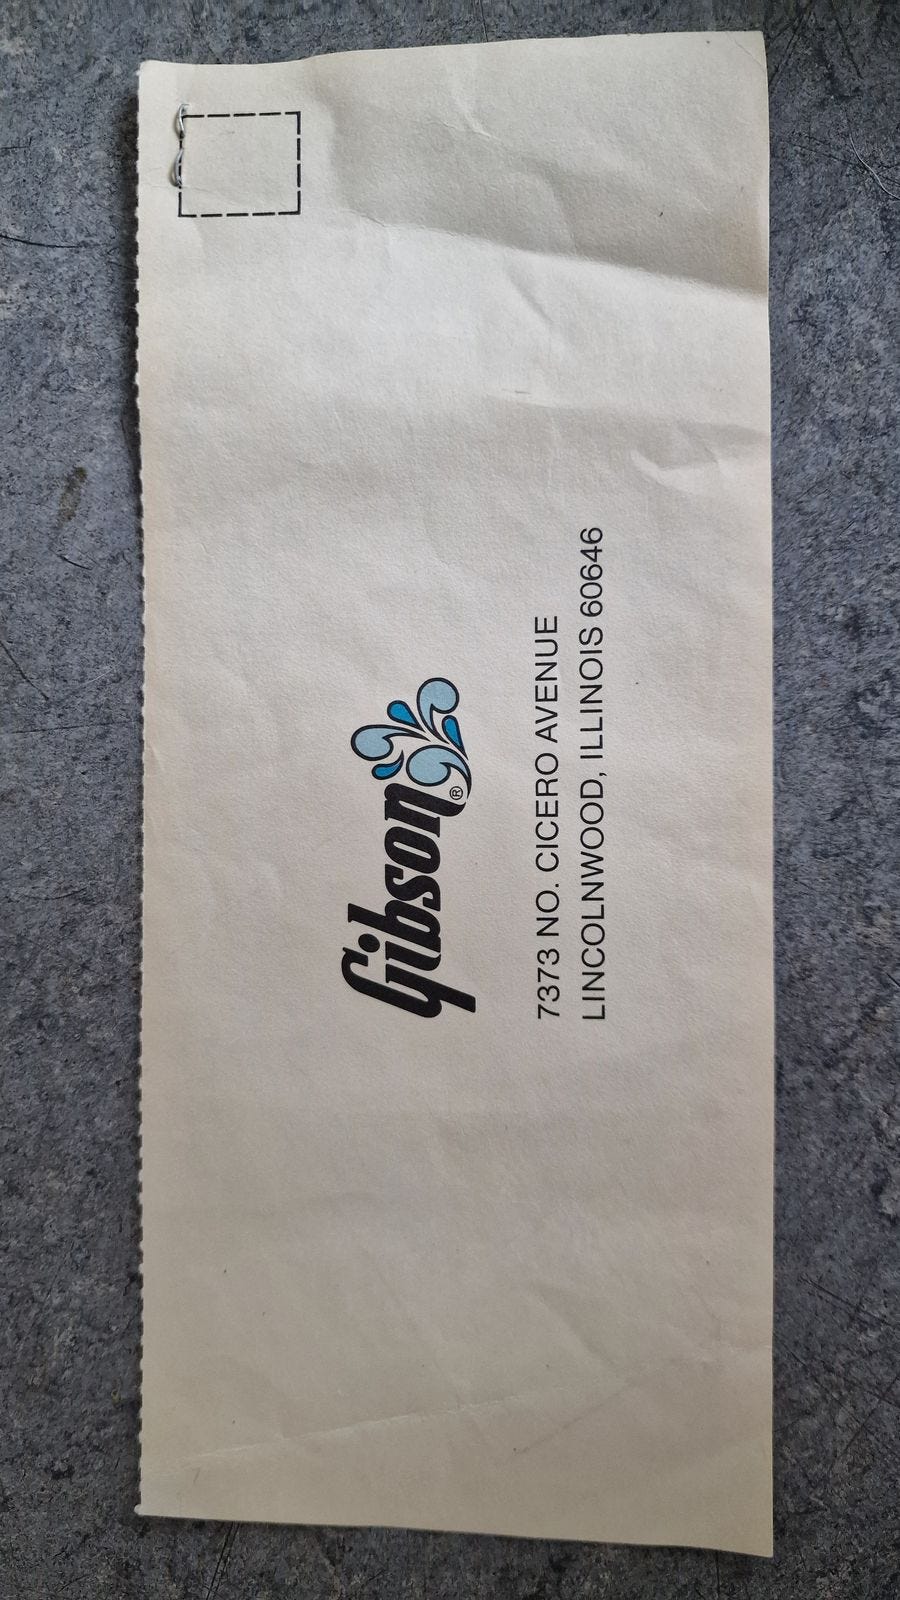 Gibson®
7373 NO. CICERO AVENUE
LINCOLNWOOD, ILLINOIS 60646